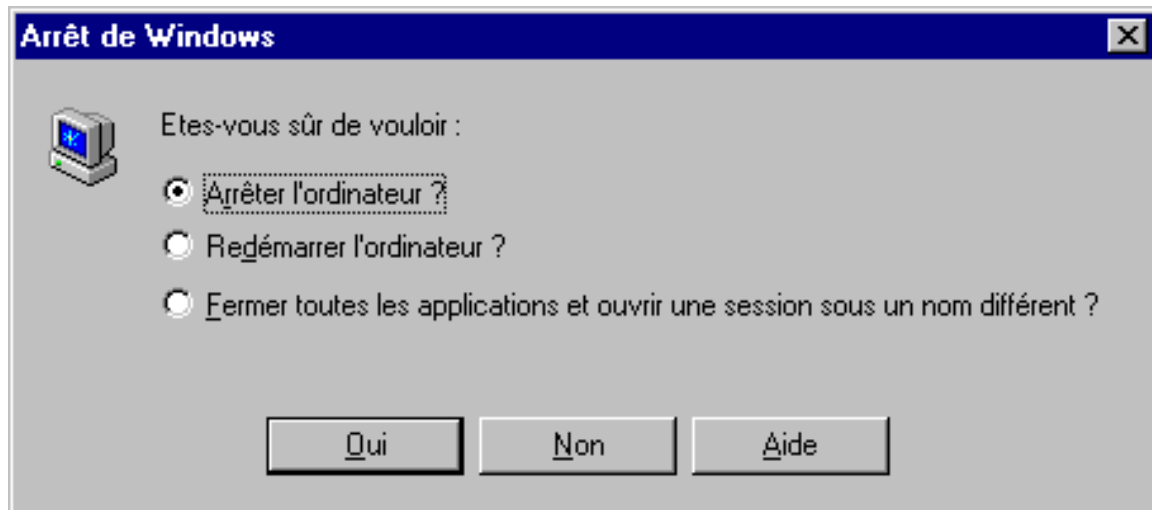 Arrêt de Windows
Etes-vous sûr de vouloir :
Arrêter l'ordinateur ?
Redémarrer l'ordinateur ?
Fermer toutes les applications et ouvrir une session sous un nom différent ?
Oui Non Aide